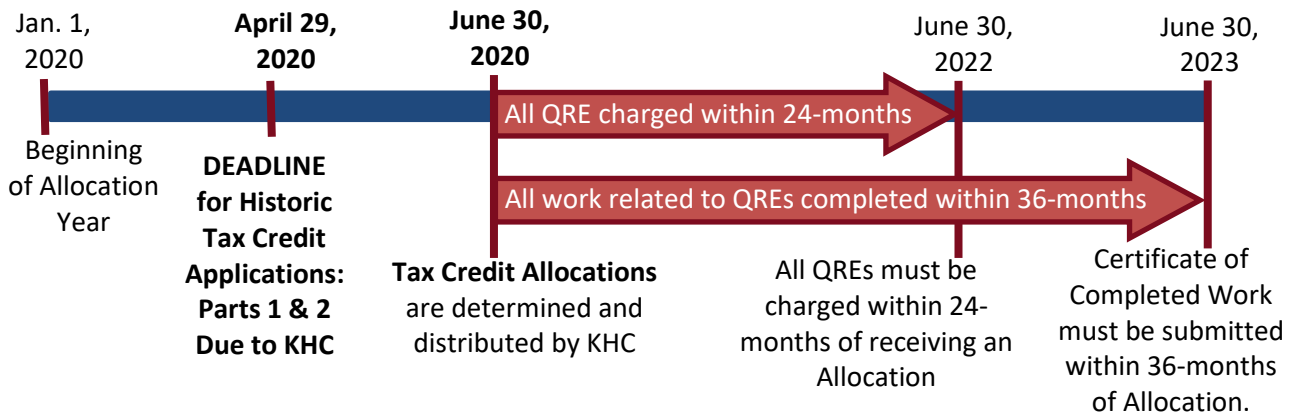 Jan. 1,
2020
April 29,
2020
June 30,
2020
June 30,
2022
June 30,
2023
All QRE charged within 24-months
All work related to QREs completed within 36-months
Beginning
of Allocation
Year
DEADLINE
for Historic
Tax Credit
Applications:
Parts 1 & 2
Due to KHC
Tax Credit Allocations
are determined and
distributed by KHC
All QREs must be
charged within 24-
months of receiving an
Allocation
Certificate of
Completed Work
must be submitted
within 36-months
of Allocation.